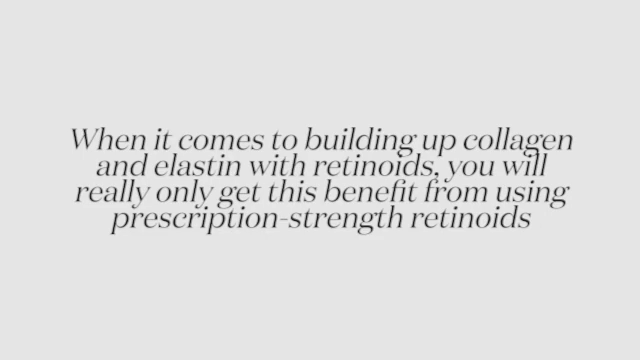 When it comes to building up collagen
and elastin with retinoids, you will
really only get this benefit from using
prescription-strength retinoids